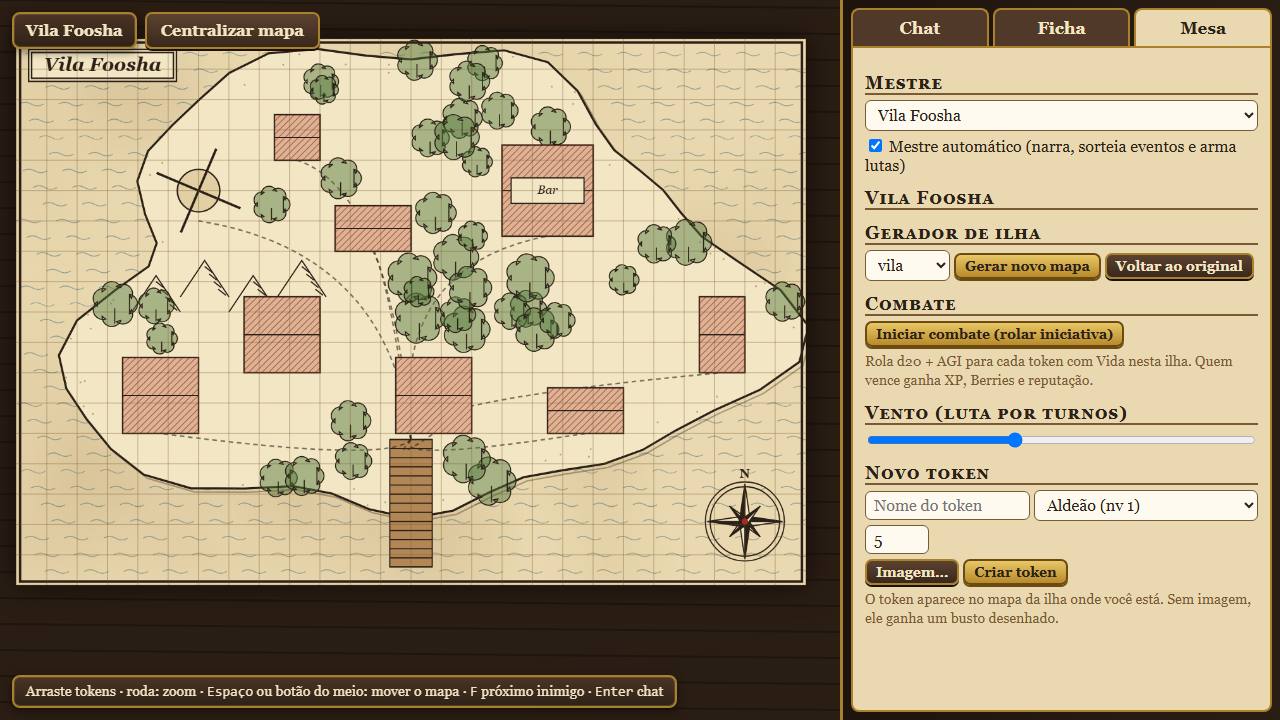 Vila Foosha
Centralizar mapa
Vila Foosha
Bar
N
Arraste tokens · roda: zoom · Espaço ou botão do meio: mover o mapa · F próximo inimigo · Enter chat
Chat
Ficha
Mesa
Mestre
Vila Foosha
Mestre automático (narra, sorteia eventos e arma
lutas)
Vila Foosha
Gerador de ilha
vila
Gerar novo mapa
Voltar ao original
Combate
Iniciar combate (rolar iniciativa)
Rola d20 + AGI para cada token com Vida nesta ilha. Quem
vence ganha XP, Berries e reputação.
Vento (luta por turnos)
Novo token
Nome do token
Aldeão (nv 1)
5
Imagem...
Criar token
O token aparece no mapa da ilha onde você está. Sem imagem,
ele ganha um busto desenhado.